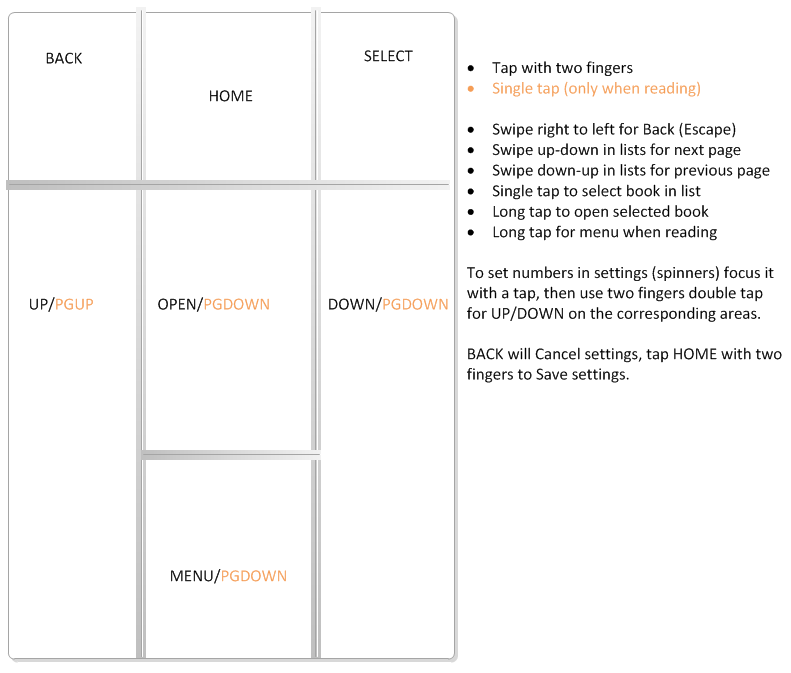 BACK
SELECT
HOME
UP/PGUP
OPEN/PGDOWN
DOWN/PGDOWN
MENU/PGDOWN
• Tap with two fingers
• Single tap (only when reading)
• Swipe right to left for Back (Escape)
• Swipe up-down in lists for next page
• Swipe down-up in lists for previous page
• Single tap to select book in list
• Long tap to open selected book
• Long tap for menu when reading
To set numbers in settings (spinners) focus it
with a tap, then use two fingers double tap
for UP/DOWN on the corresponding areas.
BACK will Cancel settings, tap HOME with two
fingers to Save settings.